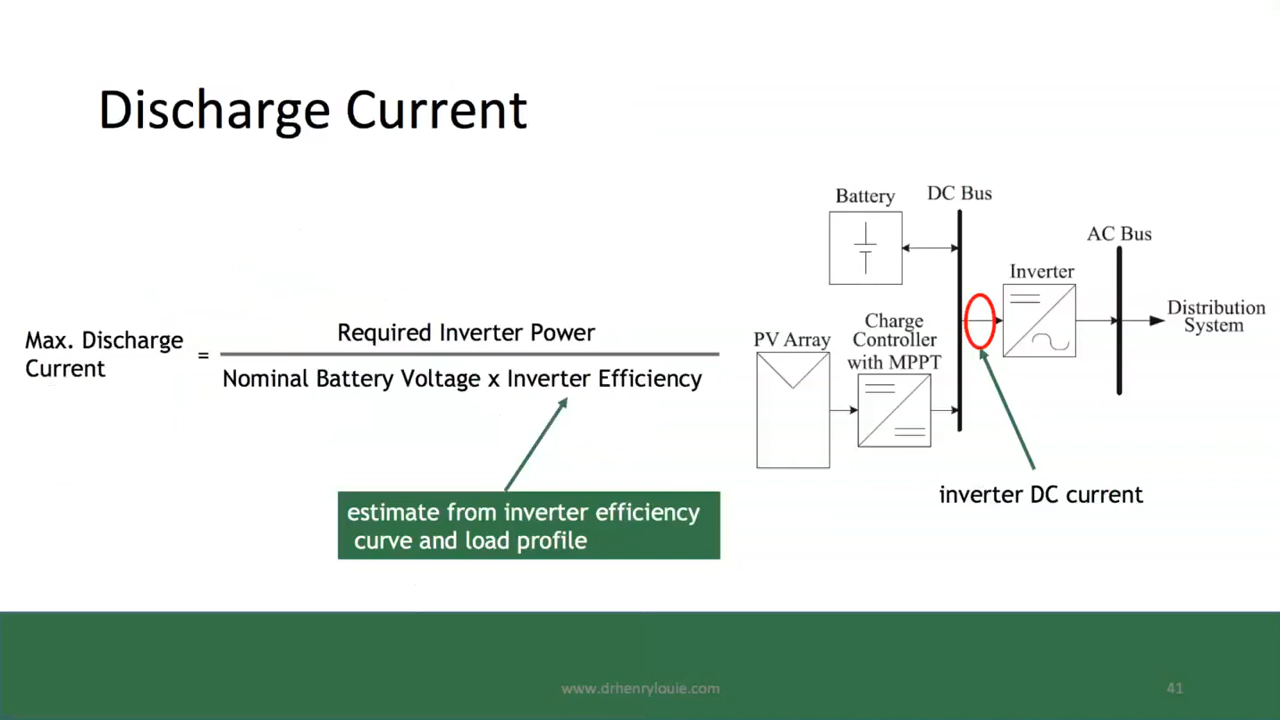 Discharge Current
Max. Discharge
Current
=
Required Inverter Power
Nominal Battery Voltage x Inverter Efficiency
estimate from inverter efficiency
curve and load profile
Battery
DC Bus
AC Bus
Inverter
Distribution
System
PV Array
Charge
Controller
with MPPT
inverter DC current
www.drhenrylouie.com
41